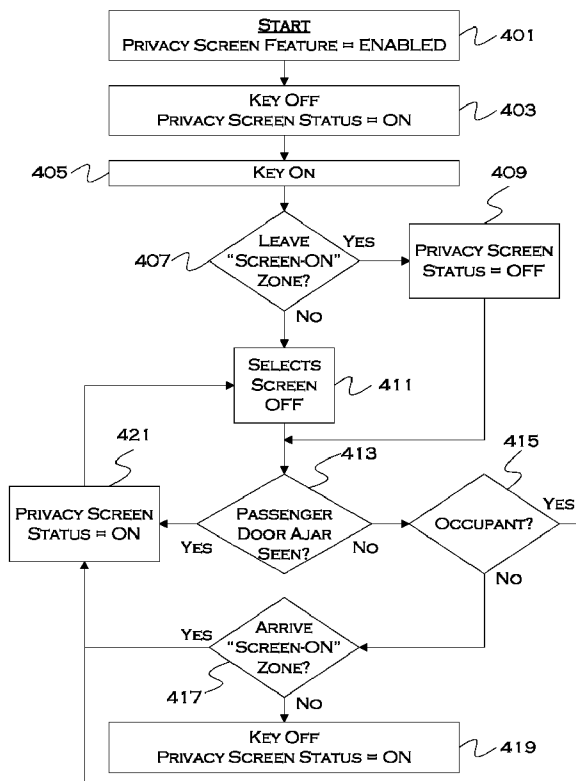 START
PRIVACY SCREEN FEATURE = ENABLED
401
KEY OFF
PRIVACY SCREEN STATUS = ON
403
405
KEY ON
409
407
LEAVE
"SCREEN-ON"
ZONE?
YES
PRIVACY SCREEN
STATUS = OFF
NO
SELECTS
SCREEN
OFF
411
421
413
415
PRIVACY SCREEN
STATUS = ON
YES
PASSENGER
DOOR AJAR
SEEN?
NO
OCCUPANT?
YES
NO
YES
ARRIVE
"SCREEN-ON"
ZONE?
417
NO
KEY OFF
PRIVACY SCREEN STATUS = ON
419